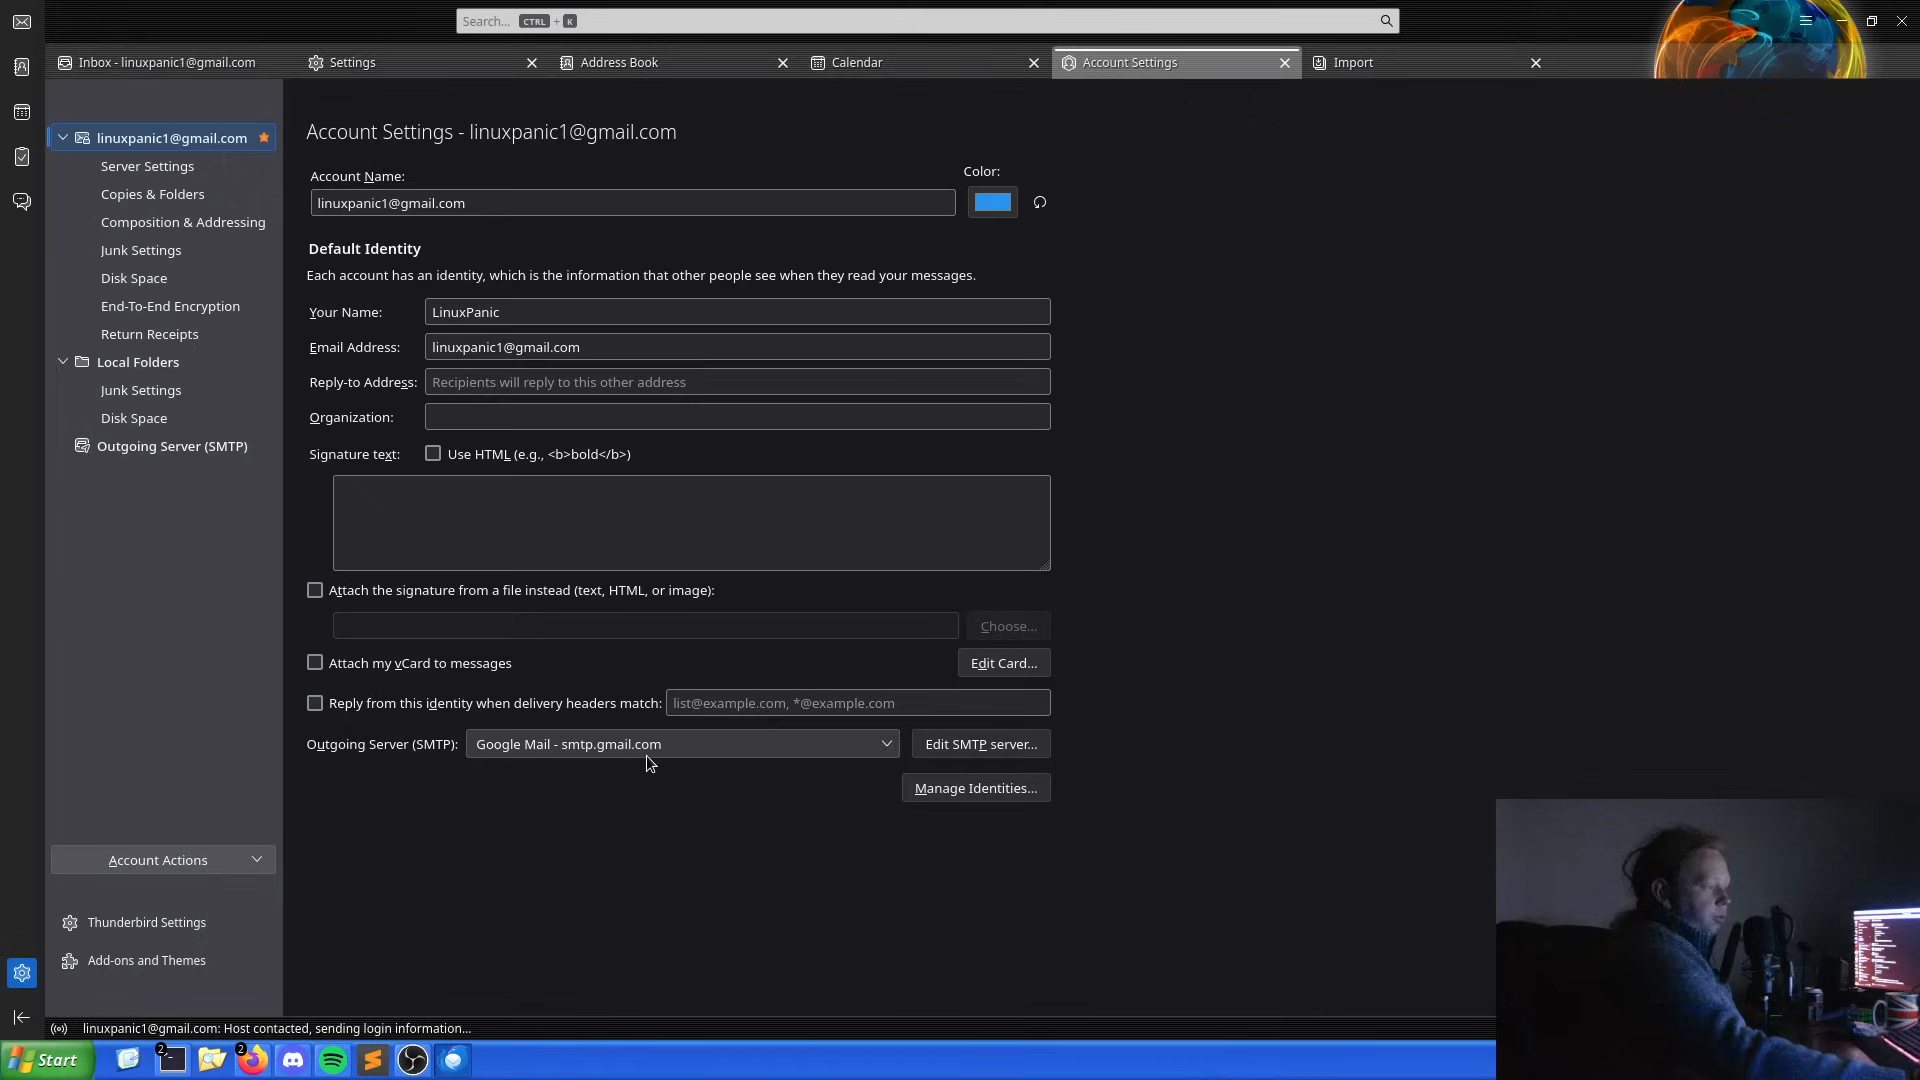 Search... CTRL + K
Inbox - linuxpanic1@gmail.com
Settings
Address Book
Calendar
Account Settings
Import
linuxpanic1@gmail.com
Server Settings
Copies & Folders
Composition & Addressing
Junk Settings
Disk Space
End-To-End Encryption
Return Receipts
Local Folders
Junk Settings
Disk Space
Outgoing Server (SMTP)
Account Actions
Thunderbird Settings
Add-ons and Themes
Account Settings - linuxpanic1@gmail.com
Account Name:
Color:
linuxpanic1@gmail.com
Default Identity
Each account has an identity, which is the information that other people see when they read your messages.
Your Name: LinuxPanic
Email Address: linuxpanic1@gmail.com
Reply-to Address: Recipients will reply to this other address
Organization:
Signature text: Use HTML (e.g., <b>bold</b>)
Attach the signature from a file instead (text, HTML, or image):
Choose...
Attach my vCard to messages
Edit Card...
Reply from this identity when delivery headers match: list@example.com, *@example.com
Outgoing Server (SMTP): Google Mail - smtp.gmail.com
Edit SMTP server...
Manage Identities...
linuxpanic1@gmail.com: Host contacted, sending login information...
Start
2
2